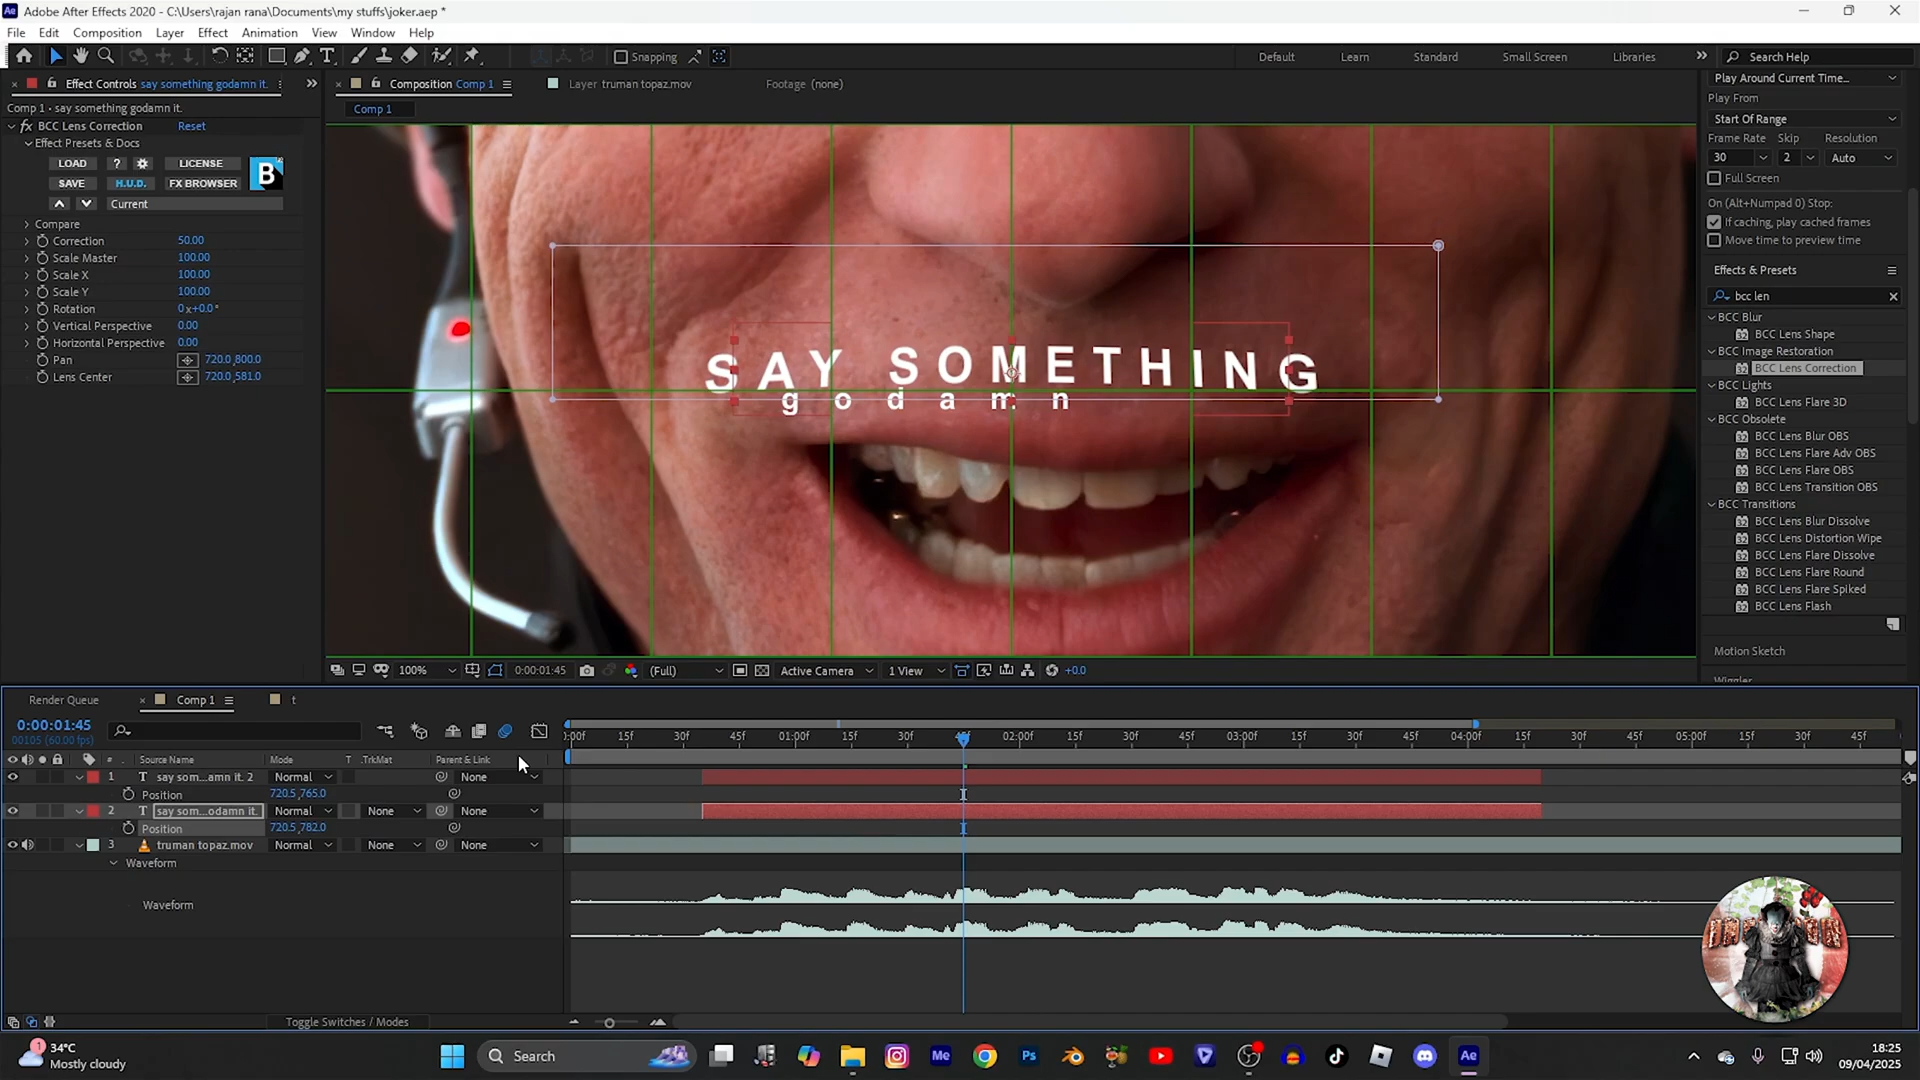 Adobe After Effects 2020 - C:\Users\rajan rana\Documents\my stuffs\joker.aep *
File Edit Composition Layer Effect Animation View Window Help
Snapping Default Learn Standard Small Screen Libraries Search Help
Effect Controls say something godamn it.
Composition Comp 1
Layer truman topaz.mov
Footage (none)
Comp 1 • say something godamn it.
Comp 1
fx BCC Lens Correction Reset
Effect Presets & Docs
LOAD ? LICENSE
SAVE H.U.D. FX BROWSER
B
Current
Compare
Correction 50.00
Scale Master 100.00
Scale X 100.00
Scale Y 100.00
Rotation 0x+0.0°
Vertical Perspective 0.00
Horizontal Perspective 0.00
Pan 720.0,800.0
Lens Center 720.0,581.0
SAY SOMETHING
godamn
Play Around Current Time...
Play From
Start Of Range
Frame Rate Skip Resolution
30 2 Auto
Full Screen
On (Alt+Numpad 0) Stop:
If caching, play cached frames
Move time to preview time
Effects & Presets
bcc len
BCC Blur
BCC Lens Shape
BCC Image Restoration
BCC Lens Correction
BCC Lights
BCC Lens Flare 3D
BCC Obsolete
BCC Lens Blur OBS
BCC Lens Flare Adv OBS
BCC Lens Flare OBS
BCC Lens Transition OBS
BCC Transitions
BCC Lens Blur Dissolve
BCC Lens Distortion Wipe
BCC Lens Flare Dissolve
BCC Lens Flare Round
BCC Lens Flare Spiked
BCC Lens Flash
Motion Sketch
100% 0:00:01:45 (Full) Active Camera 1 View +0.0
Render Queue Comp 1 t
0:00:01:45
00105 (60.00 fps)
:00f 15f 30f 45f 01:00f 15f 30f 02:00f 15f 30f 45f 03:00f 15f 30f 45f 04:00f 15f 30f 45f 05:00f 15f 30f 45f
# Source Name Mode T .TrkMat Parent & Link
1 T say som...amn it. 2 Normal None
Position 720.5,765.0
2 T say som...odamn it. Normal None None
Position 720.5,782.0
3 truman topaz.mov Normal None None
Waveform
Waveform
Toggle Switches / Modes
1
34°C
Mostly cloudy
Search
Me
Ps
Ae
18:25
09/04/2025